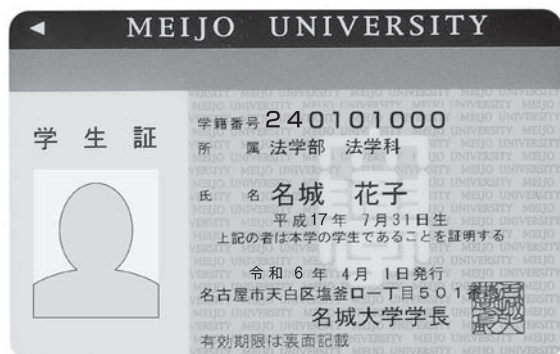 MEIJO UNIVERSITY
学生証
学籍番号 240101000
所属 法学部 法学科
氏名 名城 花子
平成17年 7月31日生
上記の者は本学の学生であることを証明する
令和 6年 4月 1日発行
名古屋市天白区塩釜口一丁目501番地
名城大学学長
有効期限は裏面記載